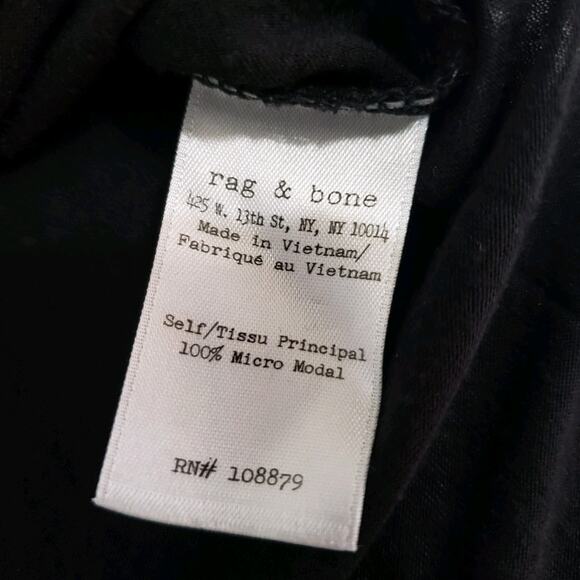 rag & bone
425 W. 13th St, NY, NY 10014
Made in Vietnam/
Fabriqué au Vietnam
Self/Tissu Principal
100% Micro Modal
RN# 108879